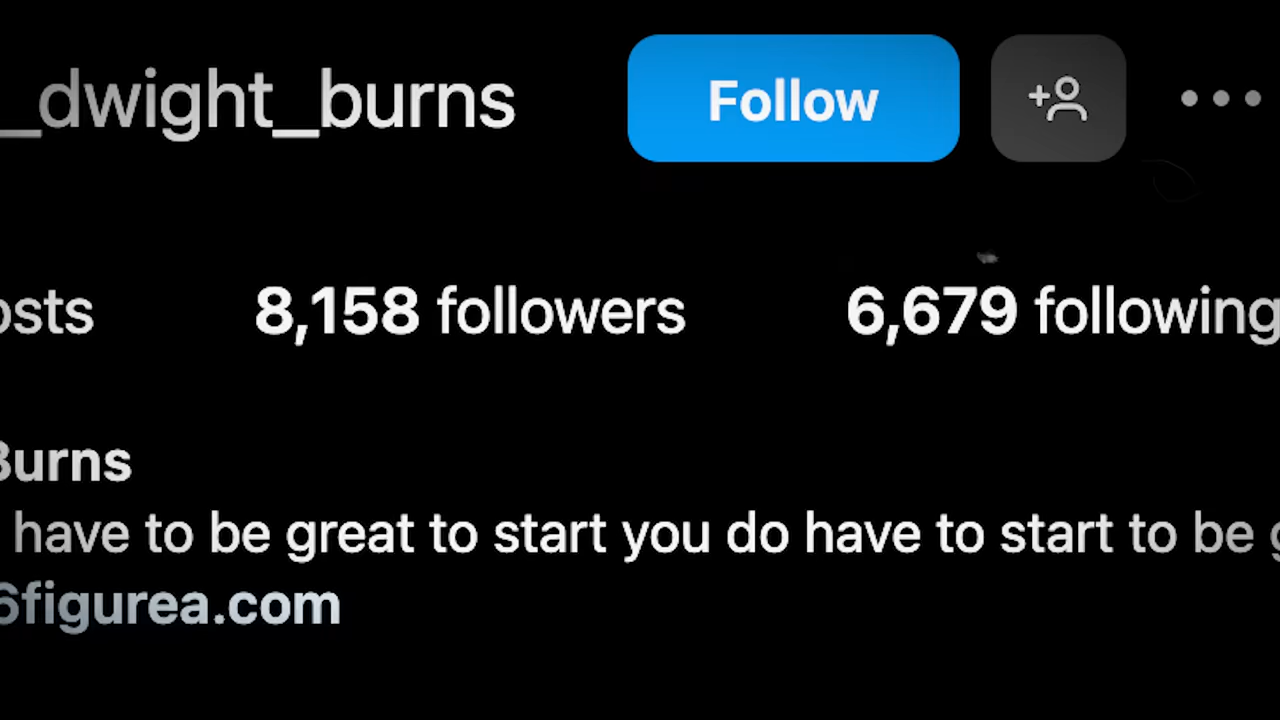 _dwight_burns Follow
osts 8,158 followers 6,679 following
Burns
have to be great to start you do have to start to be g
6figurea.com